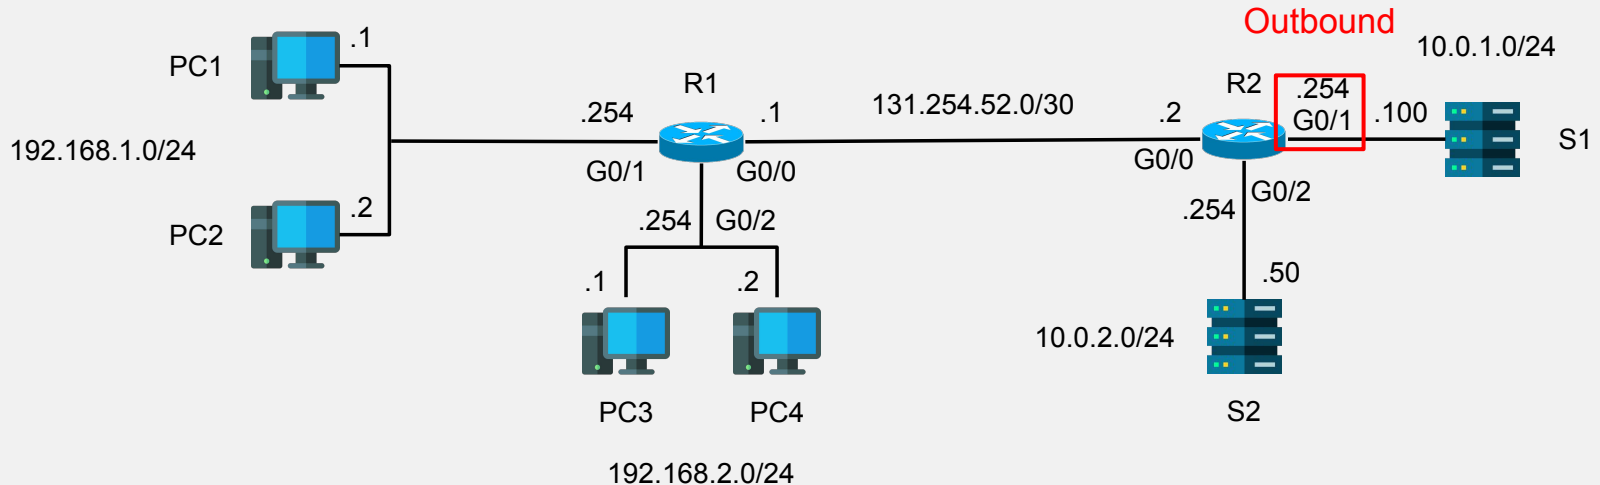 Outbound
10.0.1.0/24
.1
PC1
R1
R2
.254
131.254.52.0/30
.254
.1
.2
G0/1
.100
S1
192.168.1.0/24
G0/0
G0/1
G0/0
G0/2
.2
.254
.254
G0/2
PC2
.1
.2
.50
10.0.2.0/24
PC3
PC4
S2
192.168.2.0/24